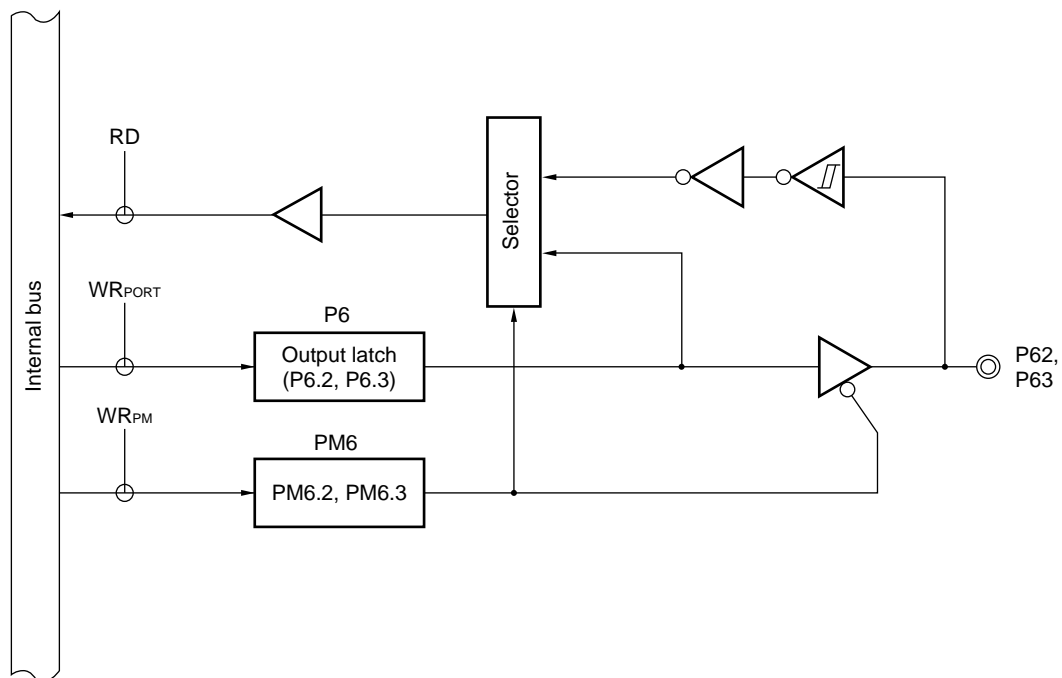 RD
Selector
WRPORT
P6
Internal bus
Output latch
(P6.2, P6.3)
P62,
P63
WRPM
PM6
PM6.2, PM6.3